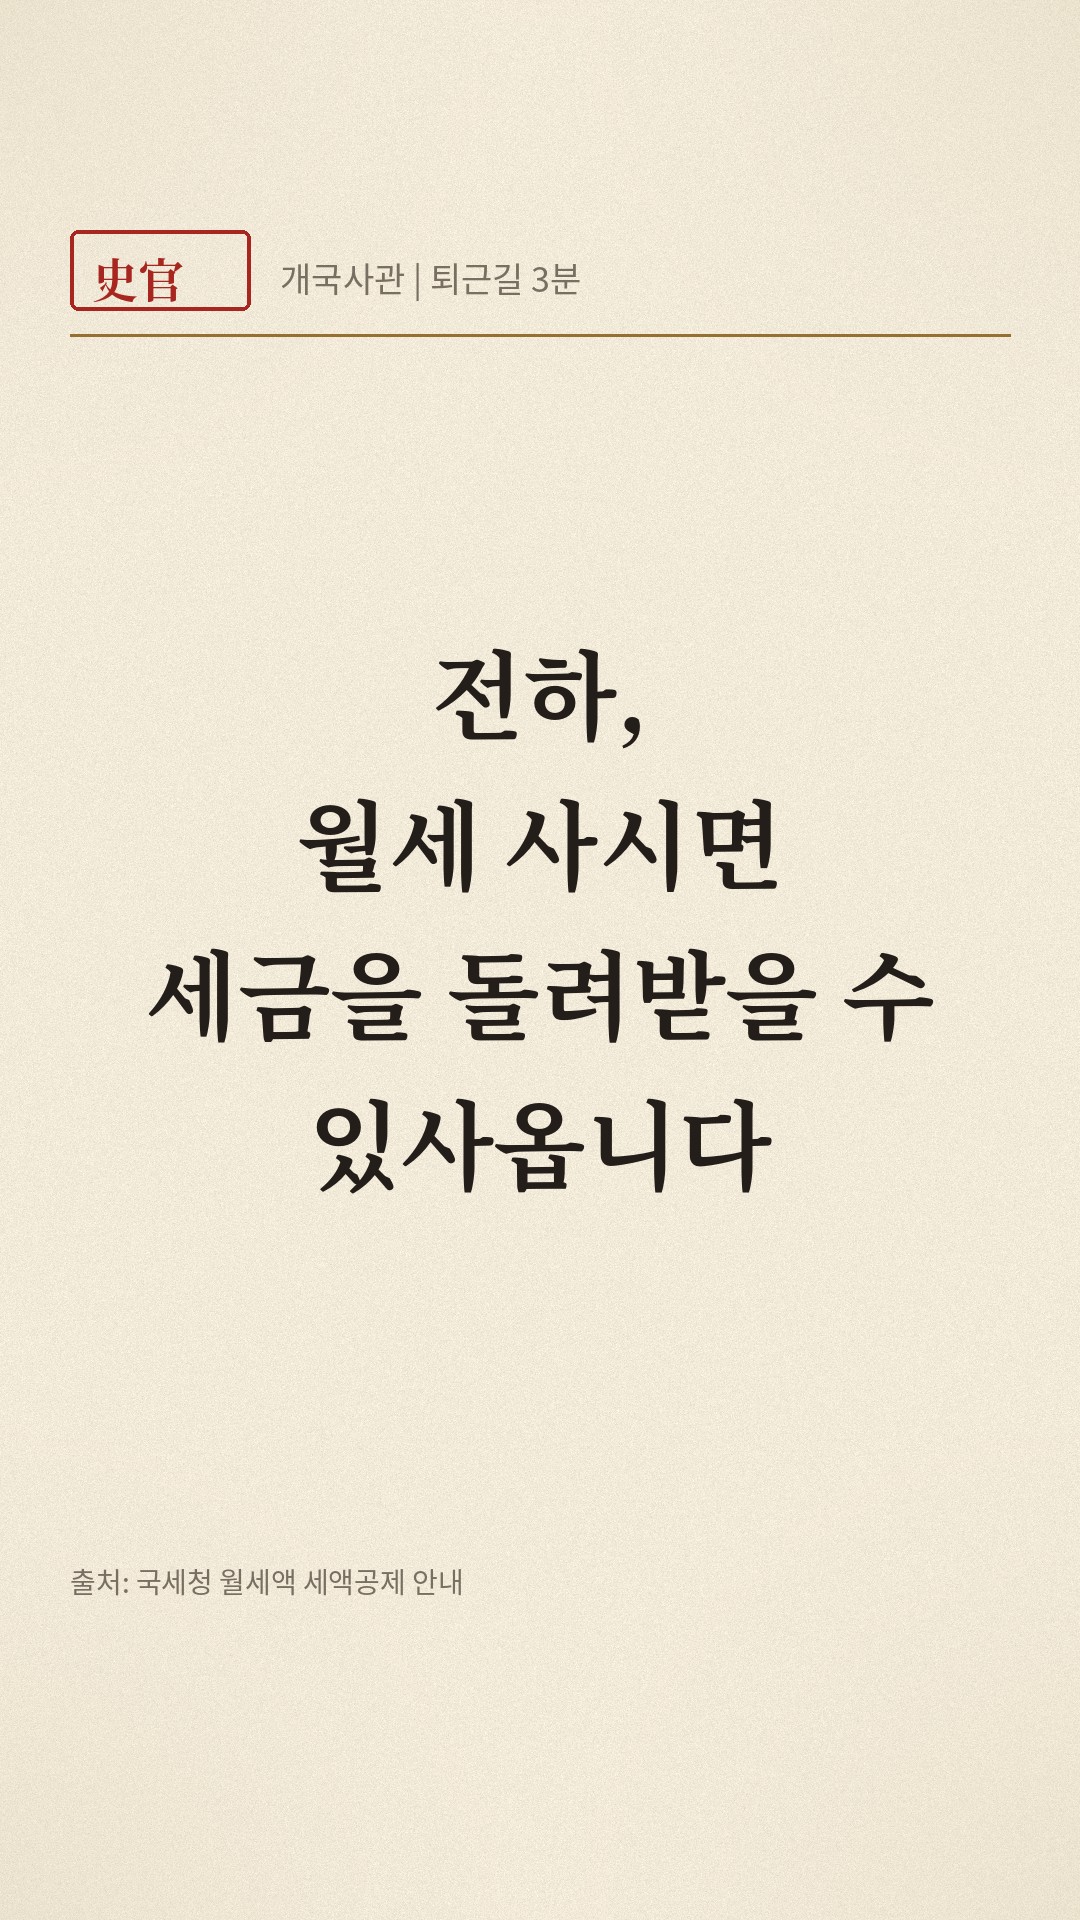 史官
개국사관 | 퇴근길 3분
전하,
월세 사시면
세금을 돌려받을 수
있사옵니다
출처: 국세청 월세액 세액공제 안내